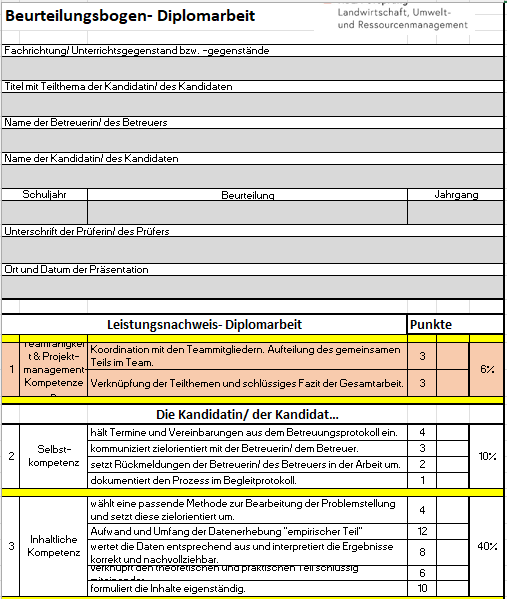 Beurteilungsbogen- Diplomarbeit
Landwirtschaft, Umwelt-
und Ressourcenmanagement
Fachrichtung/ Unterrichtsgegenstand bzw. -gegenstände
Titel mit Teilthema der Kandidatin/ des Kandidaten
Name der Betreuerin/ des Betreuers
Name der Kandidatin/ des Kandidaten
Schuljahr Beurteilung Jahrgang
Unterschrift der Prüferin/ des Prüfers
Ort und Datum der Präsentation
Leistungsnachweis- Diplomarbeit Punkte
1
t & Projekt-
management
Kompetenze
Koordination mit den Teammitgliedern. Aufteilung des gemeinsamen
Teils im Team.
3
Verknüpfung der Teilthemen und schlüssiges Fazit der Gesamtarbeit.
3
6%
Die Kandidatin/ der Kandidat...
2
Selbst-
kompetenz
hält Termine und Vereinbarungen aus dem Betreuungsprotokoll ein. 4
kommuniziert zielorientiert mit der Betreuerin/ dem Betreuer. 3
setzt Rückmeldungen der Betreuerin/ des Betreuers in der Arbeit um. 2
dokumentiert den Prozess im Begleitprotokoll. 1
10%
3
Inhaltliche
Kompetenz
wählt eine passende Methode zur Bearbeitung der Problemstellung
und setzt diese zielorientiert um.
4
Aufwand und Umfang der Datenerhebung "empirischer Teil" 12
wertet die Daten entsprechend aus und interpretiert die Ergebnisse
korrekt und nachvollziehbar.
8
verknüpft den theoretischen und praktischen Teil schlüssig
6
formuliert die Inhalte eigenständig. 10
40%